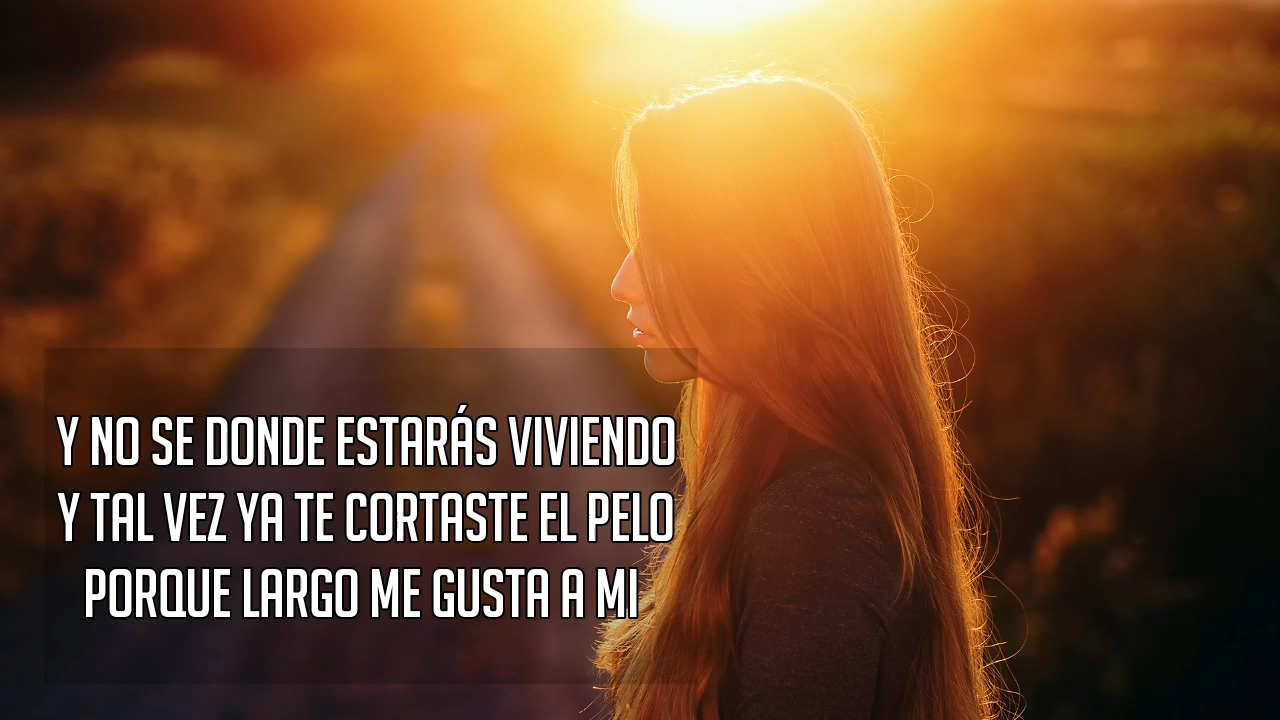 Y NO SE DONDE ESTARÁS VIVIENDO
Y TAL VEZ YA TE CORTASTE EL PELO
PORQUE LARGO ME GUSTA A MI